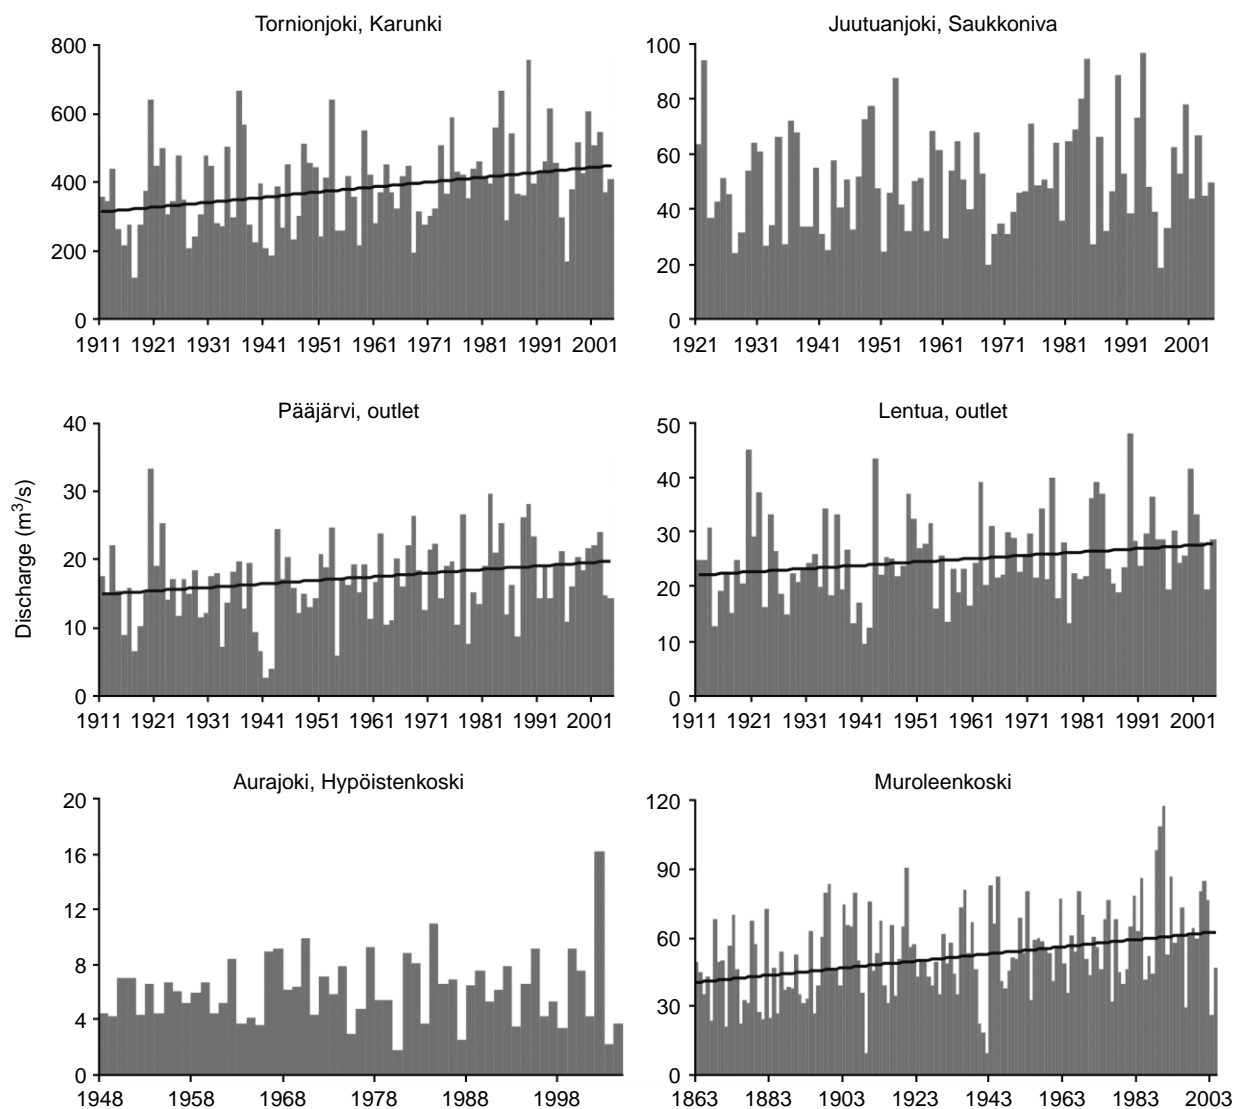 Tornionjoki, Karunki
800
600
400
200
0
1911 1921 1931 1941 1951 1961 1971 1981 1991 2001
Juutuanjoki, Saukkoniva
100
80
60
40
20
0
1921 1931 1941 1951 1961 1971 1981 1991 2001
Discharge (m³/s)
Pääjärvi, outlet
40
30
20
10
0
1911 1921 1931 1941 1951 1961 1971 1981 1991 2001
Lentua, outlet
50
40
30
20
10
0
1911 1921 1931 1941 1951 1961 1971 1981 1991 2001
Aurajoki, Hypöistenkoski
20
16
12
8
4
0
1948 1958 1968 1978 1988 1998
Muroleenkoski
120
90
60
30
0
1863 1883 1903 1923 1943 1963 1983 2003